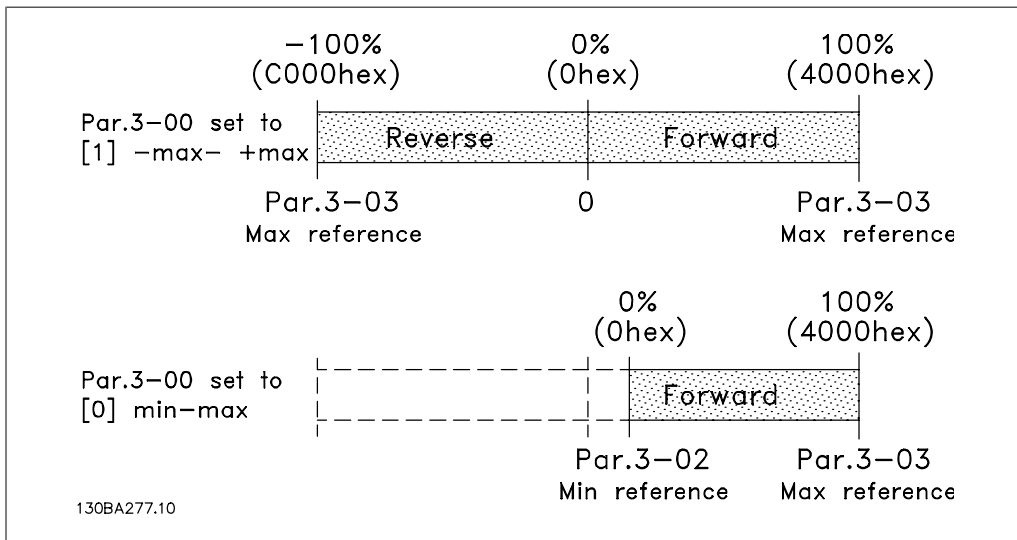 -100% 0% 100%
(C000hex) (0hex) (4000hex)
Par.3-00 set to
[1] -max- +max
Reverse Forward
Par.3-03 0 Par.3-03
Max reference Max reference
0% 100%
(0hex) (4000hex)
Par.3-00 set to
[0] min-max
Forward
Par.3-02 Par.3-03
Min reference Max reference
130BA277.10